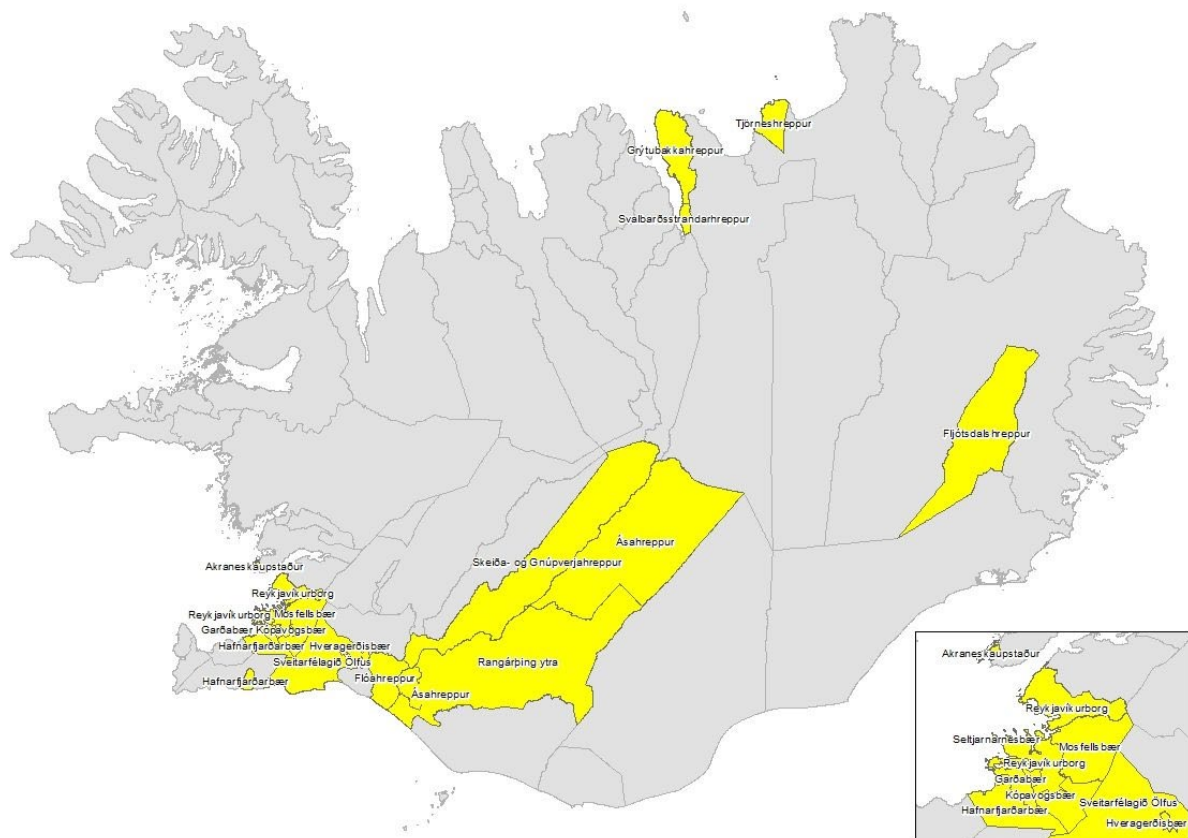 Tjörneshreppur
Grýtubakkahreppur
Svalbarðsstrandarhreppur
Fljótsdalshreppur
Ásahreppur
Skeiða- og Gnúpverjahreppur
Akraneskaupstaður
Reykjavíkurborg
Reykjavíkurborg
Mosfellsbær
Garðabær
Kópavogsbær
Hafnarfjarðarbær
Hveragerðisbær
Sveitarfélagið Ölfus
Rangárþing ytra
Flóahreppur
Hafnarfjarðarbær
Ásahreppur
Akraneskaupstaður
Reykjavíkurborg
Seltjarnarnesbær
Mosfellsbær
Reykjavíkurborg
Garðabær
Kópavogsbær
Sveitarfélagið Ölfus
Hafnarfjarðarbær
Hveragerðisbær